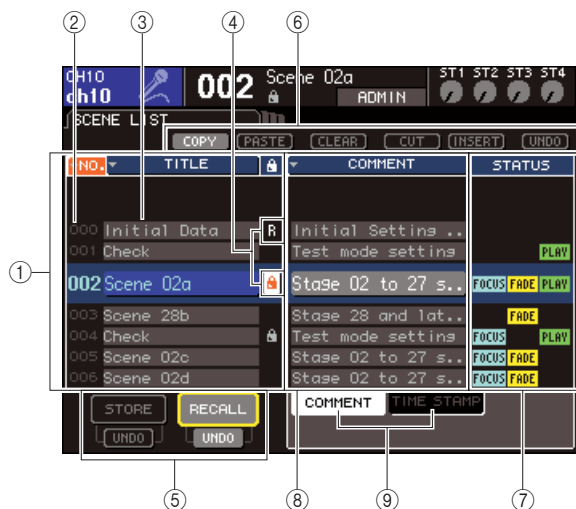 ② ③ ④ ⑥
CH10
ch10
002 Scene 02a
ADMIN
ST1 ST2 ST3 ST4
SCENE LIST
COPY PASTE CLEAR CUT INSERT UNDO
NO. TITLE COMMENT STATUS
000 Initial Data R Initial Setting ..
001 Check Test mode setting PLAY
①
002 Scene 02a Stage 02 to 27 s.. FOCUS FADE PLAY
003 Scene 28b Stage 28 and lat.. FADE
004 Check Test mode setting FOCUS PLAY
005 Scene 02c Stage 02 to 27 s.. FOCUS FADE
006 Scene 02d Stage 02 to 27 s.. FOCUS FADE
STORE RECALL COMMENT TIME STAMP
UNDO UNDO
⑤ ⑧ ⑨ ⑦